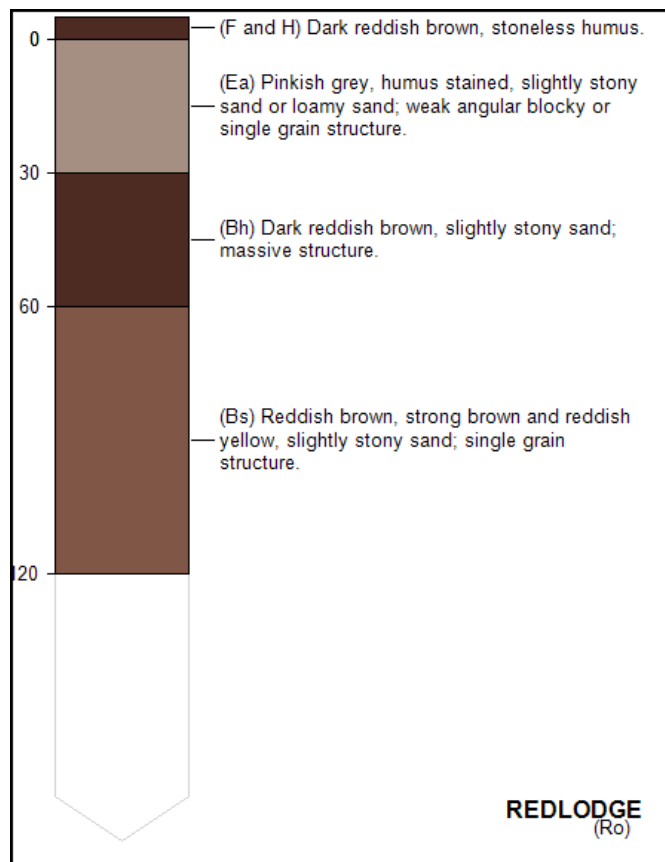 (F and H) Dark reddish brown, stoneless humus.
0
(Ea) Pinkish grey, humus stained, slightly stony
sand or loamy sand; weak angular blocky or
single grain structure.
30
(Bh) Dark reddish brown, slightly stony sand;
massive structure.
60
(Bs) Reddish brown, strong brown and reddish
yellow, slightly stony sand; single grain
structure.
120
REDLODGE
(Ro)